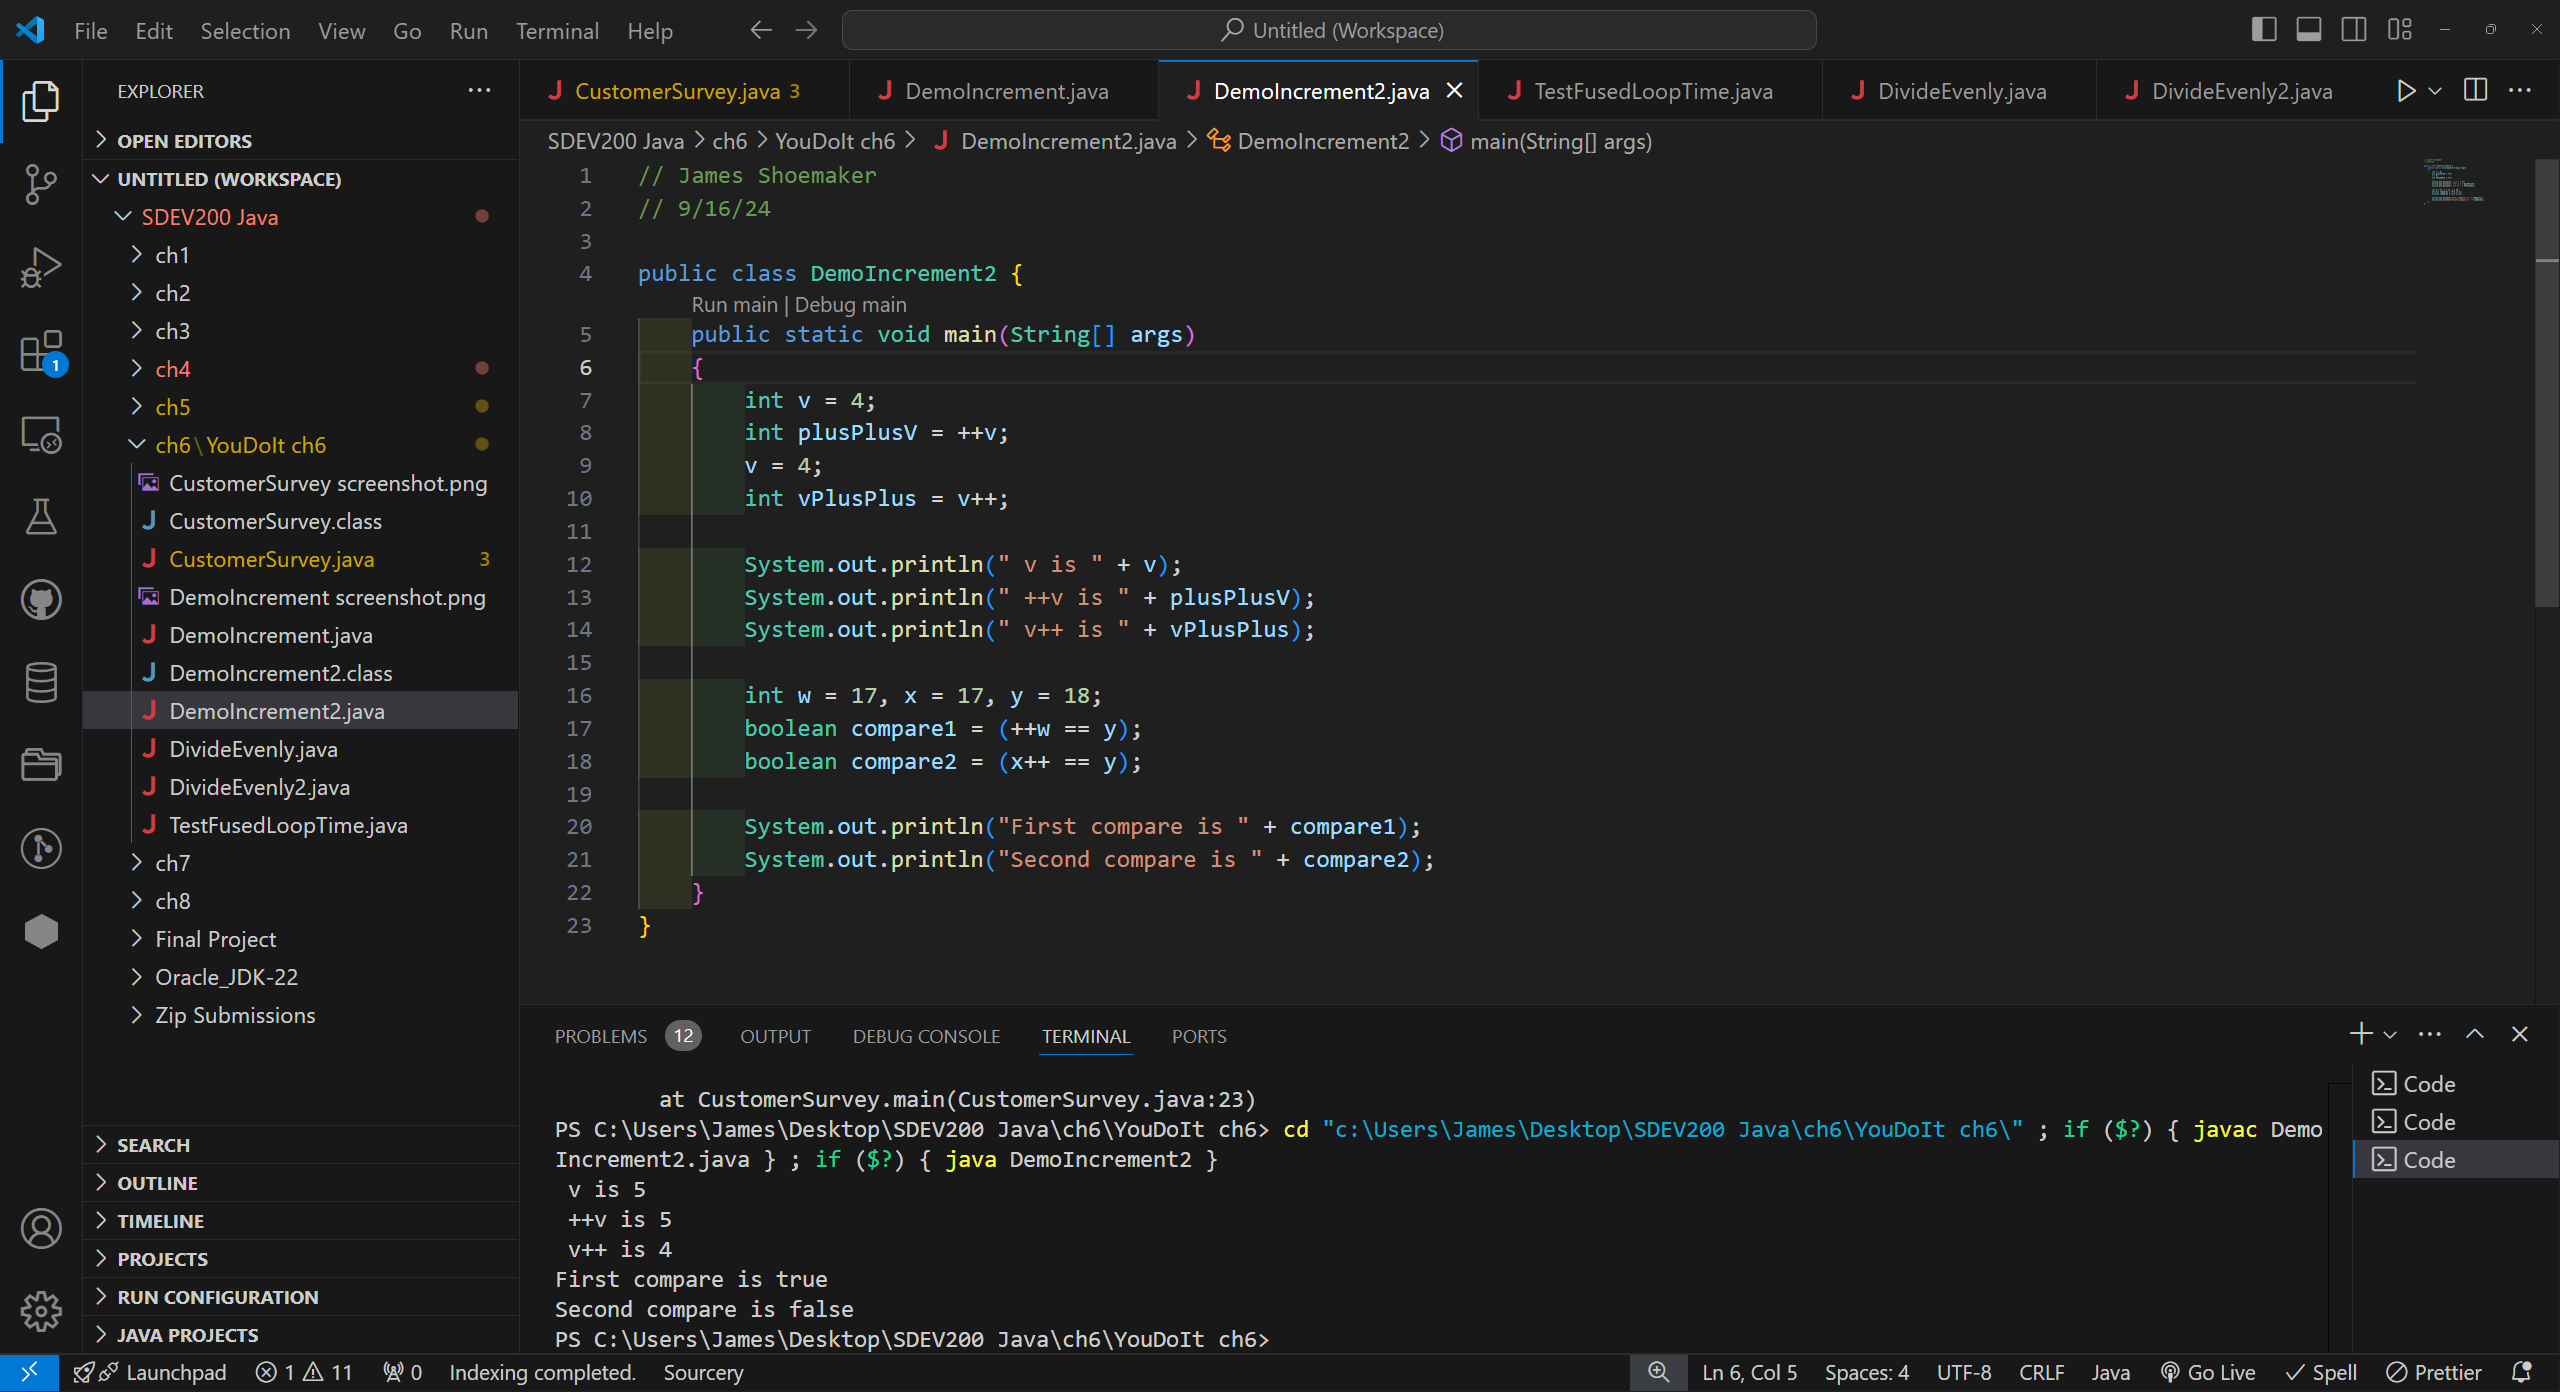 File Edit Selection View Go Run Terminal Help
Untitled (Workspace)
EXPLORER
OPEN EDITORS
UNTITLED (WORKSPACE)
SDEV200 Java
ch1
ch2
ch3
ch4
ch5
ch6\YouDoIt ch6
CustomerSurvey screenshot.png
CustomerSurvey.class
CustomerSurvey.java 3
DemoIncrement screenshot.png
DemoIncrement.java
DemoIncrement2.class
DemoIncrement2.java
DivideEvenly.java
DivideEvenly2.java
TestFusedLoopTime.java
ch7
ch8
Final Project
Oracle_JDK-22
Zip Submissions
SEARCH
OUTLINE
TIMELINE
PROJECTS
RUN CONFIGURATION
JAVA PROJECTS
1
CustomerSurvey.java 3 DemoIncrement.java DemoIncrement2.java TestFusedLoopTime.java DivideEvenly.java DivideEvenly2.java
SDEV200 Java > ch6 > YouDoIt ch6 > DemoIncrement2.java > DemoIncrement2 > main(String[] args)
1 // James Shoemaker
2 // 9/16/24
3
4 public class DemoIncrement2 {
Run main | Debug main
5 public static void main(String[] args)
6 {
7 int v = 4;
8 int plusPlusV = ++v;
9 v = 4;
10 int vPlusPlus = v++;
11
12 System.out.println(" v is " + v);
13 System.out.println(" ++v is " + plusPlusV);
14 System.out.println(" v++ is " + vPlusPlus);
15
16 int w = 17, x = 17, y = 18;
17 boolean compare1 = (++w == y);
18 boolean compare2 = (x++ == y);
19
20 System.out.println("First compare is " + compare1);
21 System.out.println("Second compare is " + compare2);
22 }
23 }
PROBLEMS 12 OUTPUT DEBUG CONSOLE TERMINAL PORTS
at CustomerSurvey.main(CustomerSurvey.java:23)
PS C:\Users\James\Desktop\SDEV200 Java\ch6\YouDoIt ch6> cd "c:\Users\James\Desktop\SDEV200 Java\ch6\YouDoIt ch6\" ; if ($?) { javac Demo
Increment2.java } ; if ($?) { java DemoIncrement2 }
v is 5
++v is 5
v++ is 4
First compare is true
Second compare is false
PS C:\Users\James\Desktop\SDEV200 Java\ch6\YouDoIt ch6>
Code
Code
Code
Launchpad 1 11 0 Indexing completed. Sourcery Ln 6, Col 5 Spaces: 4 UTF-8 CRLF Java Go Live Spell Prettier